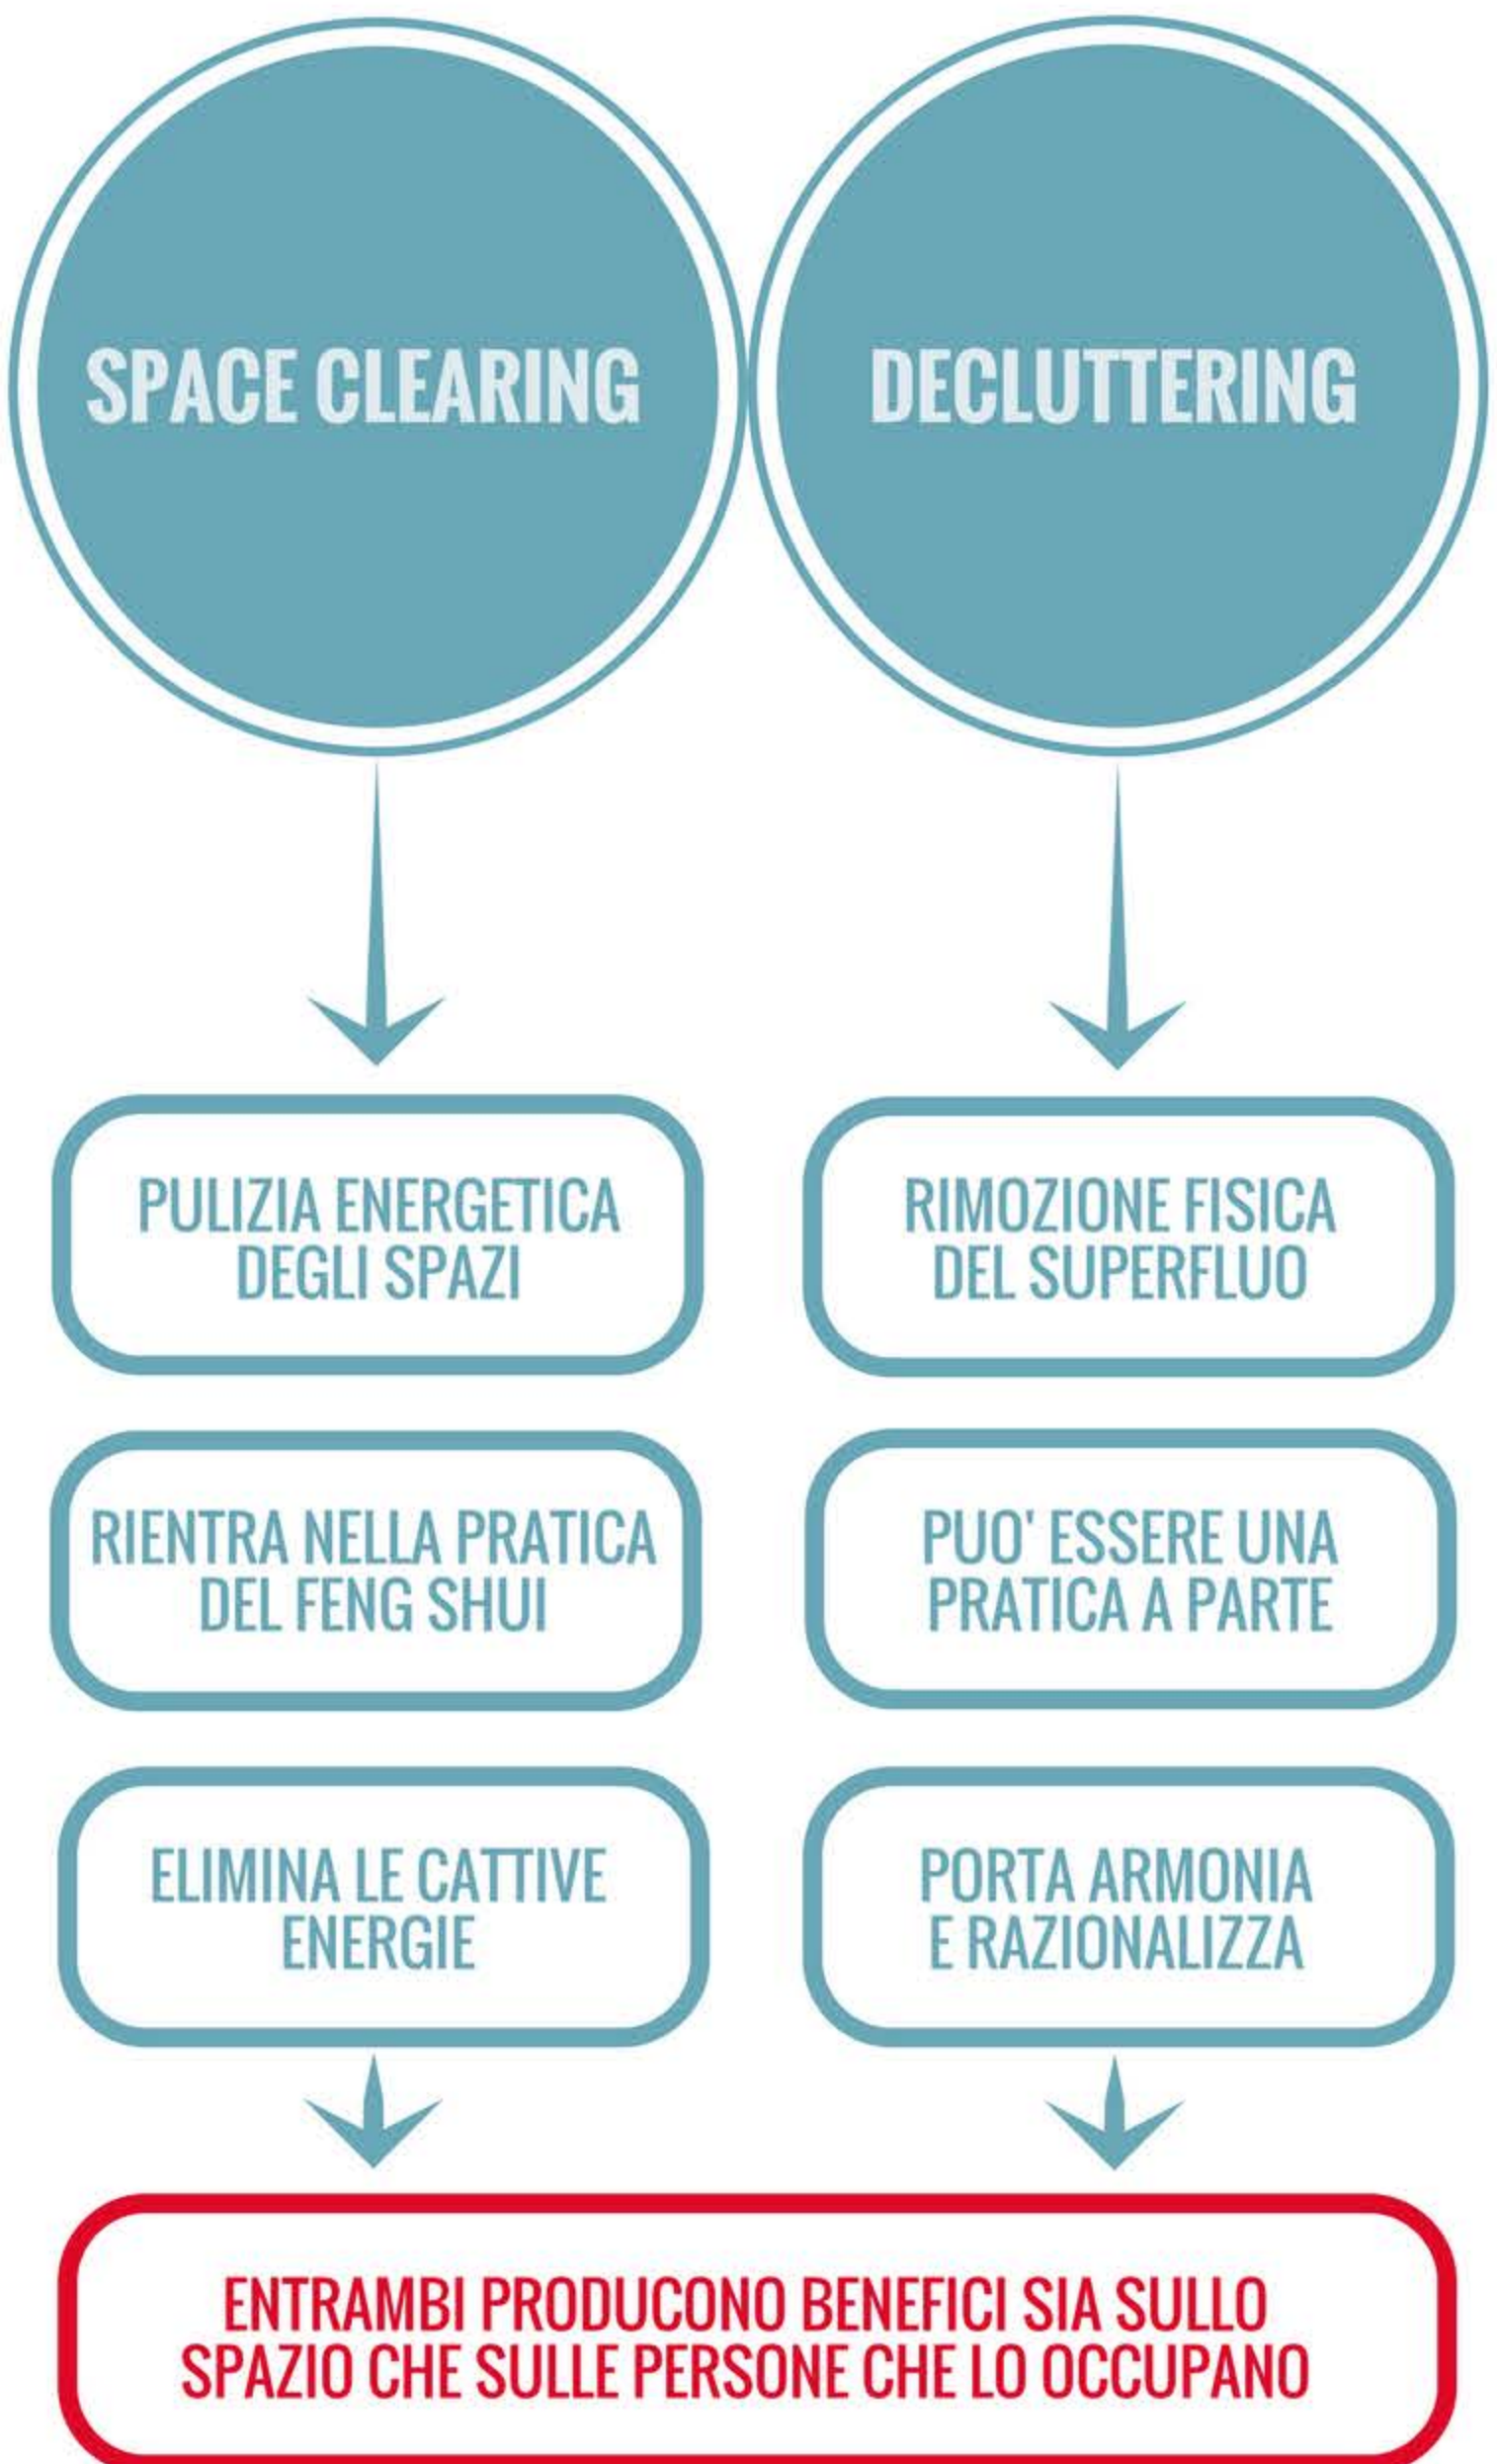 SPACE CLEARING
DECLUTTERING
PULIZIA ENERGETICA
DEGLI SPAZI
RIMOZIONE FISICA
DEL SUPERFLUO
RIENTRA NELLA PRATICA
DEL FENG SHUI
PUO' ESSERE UNA
PRATICA A PARTE
ELIMINA LE CATTIVE
ENERGIE
PORTA ARMONIA
E RAZIONALIZZA
ENTRAMBI PRODUCONO BENEFICI SIA SULLO
SPAZIO CHE SULLE PERSONE CHE LO OCCUPANO